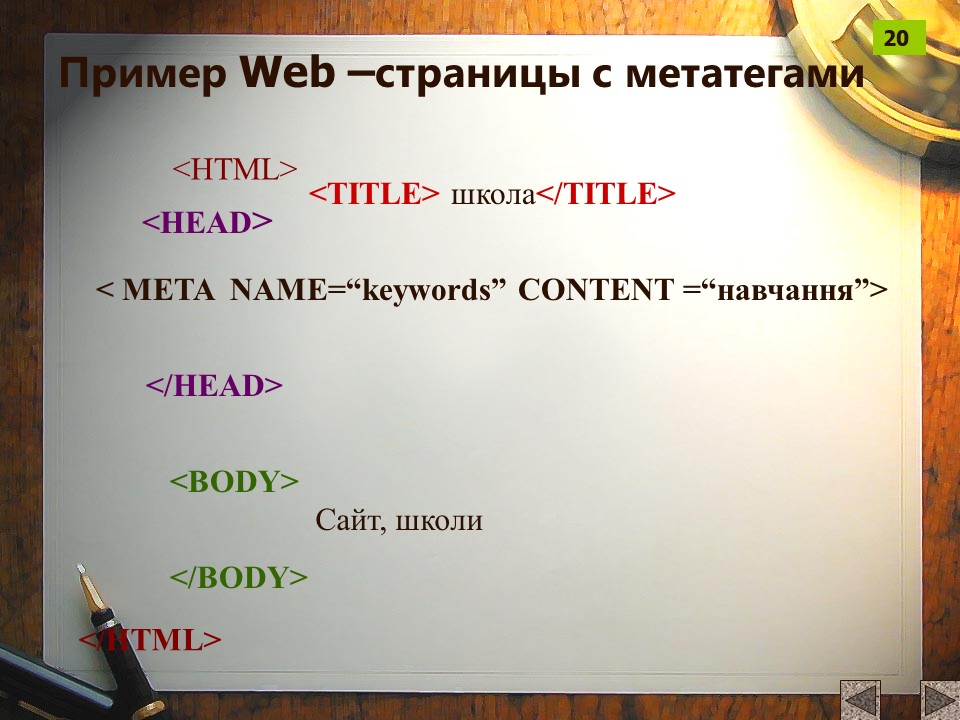 20
Пример Web –страницы с метатегами
<HTML>
<TITLE> школа</TITLE>
<HEAD>
< META NAME=“keywords” CONTENT =“навчання”>
</HEAD>
<BODY>
Сайт, школи
</BODY>
</HTML>